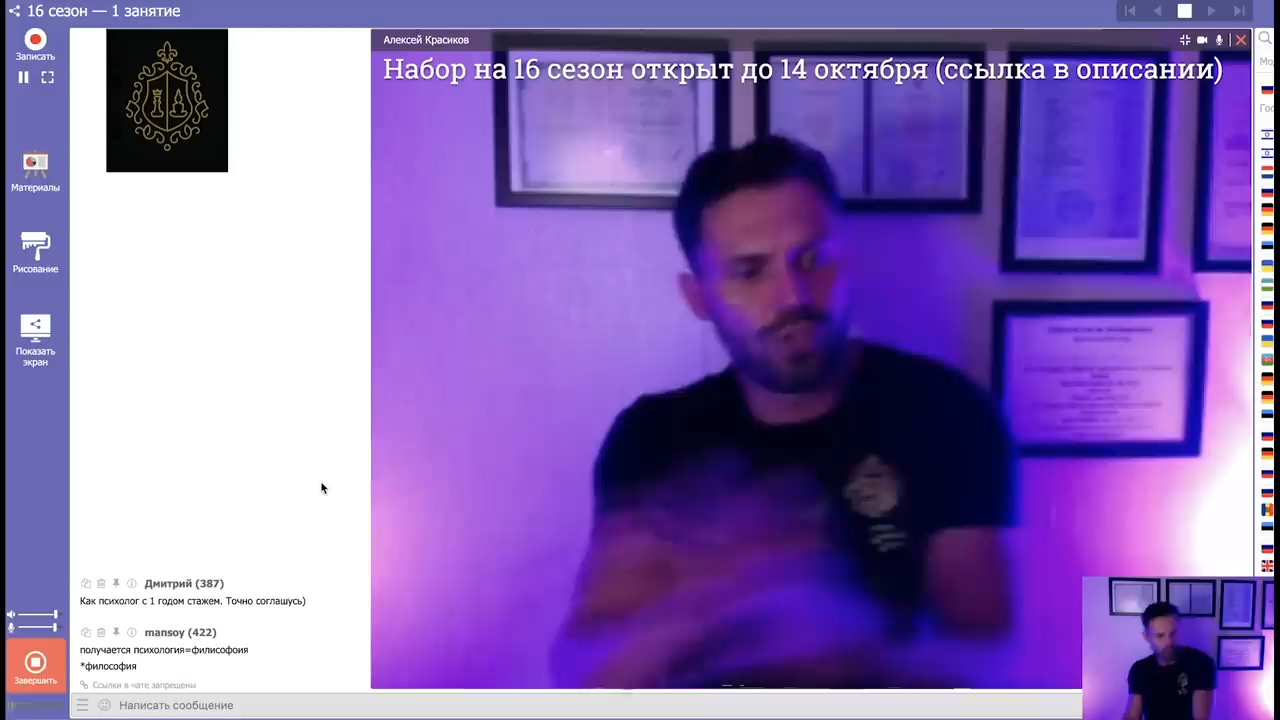 16 сезон — 1 занятие
Записать
Материалы
Рисование
Показать
экран
Завершить
Алексей Красиков
Набор на 16 сезон открыт до 14 октября (ссылка в описании)
Дмитрий (387)
Как психолог с 1 годом стажем. Точно соглашусь)
mansoy (422)
получается психология=филисофоия
*философия
Ссылки в чате запрещены
Написать сообщение